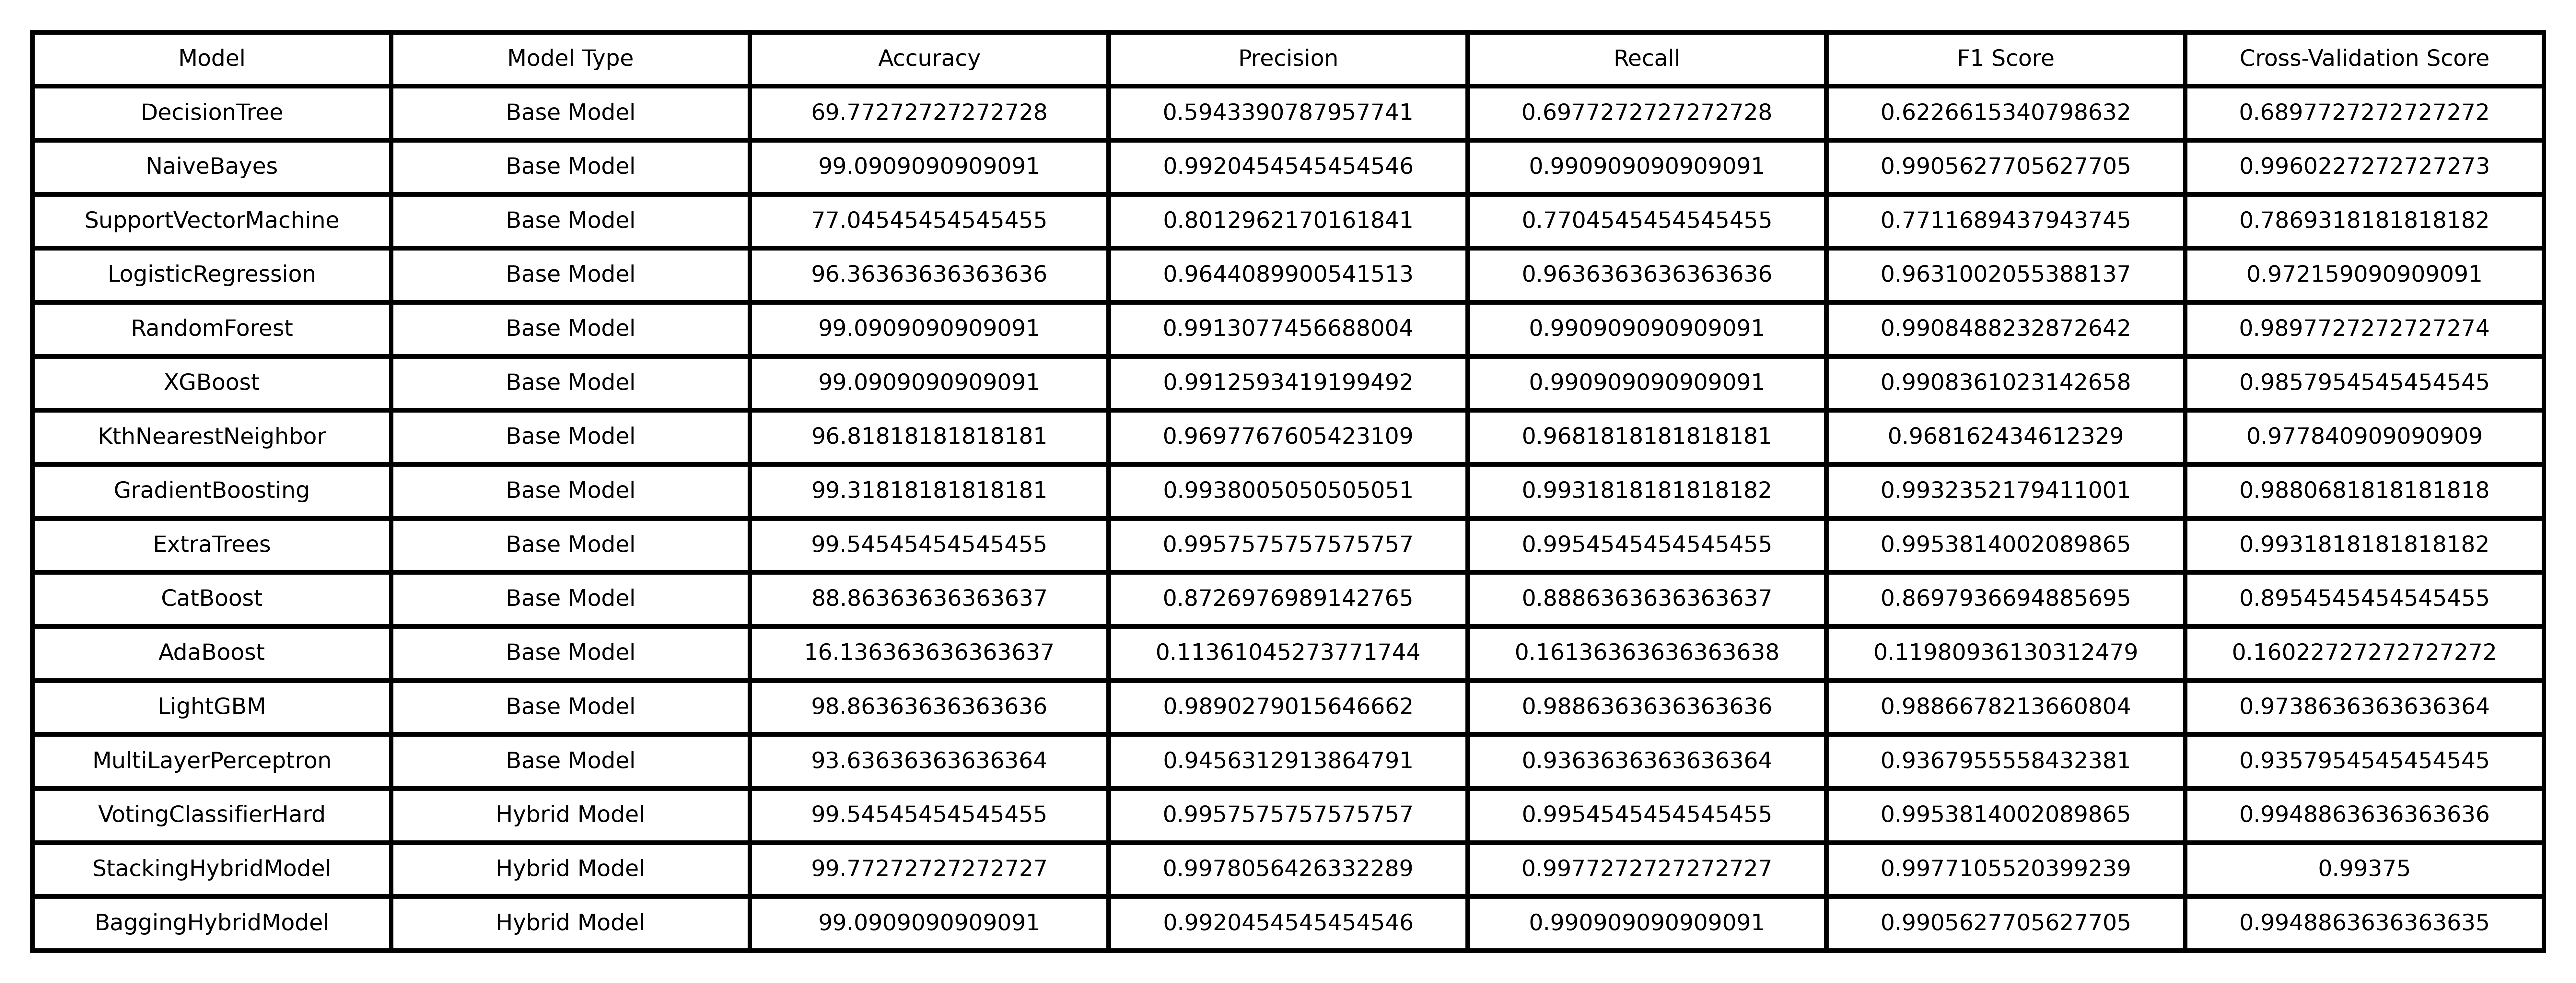 Model Model Type Accuracy Precision Recall F1 Score Cross-Validation Score
DecisionTree Base Model 69.77272727272728 0.5943390787957741 0.6977272727272728 0.6226615340798632 0.6897727272727272
NaiveBayes Base Model 99.0909090909091 0.9920454545454546 0.990909090909091 0.9905627705627705 0.9960227272727273
SupportVectorMachine Base Model 77.04545454545455 0.8012962170161841 0.7704545454545455 0.7711689437943745 0.7869318181818182
LogisticRegression Base Model 96.36363636363636 0.9644089900541513 0.9636363636363636 0.9631002055388137 0.972159090909091
RandomForest Base Model 99.0909090909091 0.9913077456688004 0.990909090909091 0.9908488232872642 0.9897727272727274
XGBoost Base Model 99.0909090909091 0.9912593419199492 0.990909090909091 0.9908361023142658 0.9857954545454545
KthNearestNeighbor Base Model 96.81818181818181 0.9697767605423109 0.9681818181818181 0.968162434612329 0.977840909090909
GradientBoosting Base Model 99.31818181818181 0.9938005050505051 0.9931818181818182 0.9932352179411001 0.9880681818181818
ExtraTrees Base Model 99.54545454545455 0.9957575757575757 0.9954545454545455 0.9953814002089865 0.9931818181818182
CatBoost Base Model 88.86363636363637 0.8726976989142765 0.8886363636363637 0.8697936694885695 0.8954545454545455
AdaBoost Base Model 16.136363636363637 0.11361045273771744 0.16136363636363638 0.11980936130312479 0.16022727272727272
LightGBM Base Model 98.86363636363636 0.9890279015646662 0.9886363636363636 0.9886678213660804 0.9738636363636364
MultiLayerPerceptron Base Model 93.63636363636364 0.9456312913864791 0.9363636363636364 0.9367955558432381 0.9357954545454545
VotingClassifierHard Hybrid Model 99.54545454545455 0.9957575757575757 0.9954545454545455 0.9953814002089865 0.9948863636363636
StackingHybridModel Hybrid Model 99.77272727272727 0.9978056426332289 0.9977272727272727 0.9977105520399239 0.99375
BaggingHybridModel Hybrid Model 99.0909090909091 0.9920454545454546 0.990909090909091 0.9905627705627705 0.9948863636363635